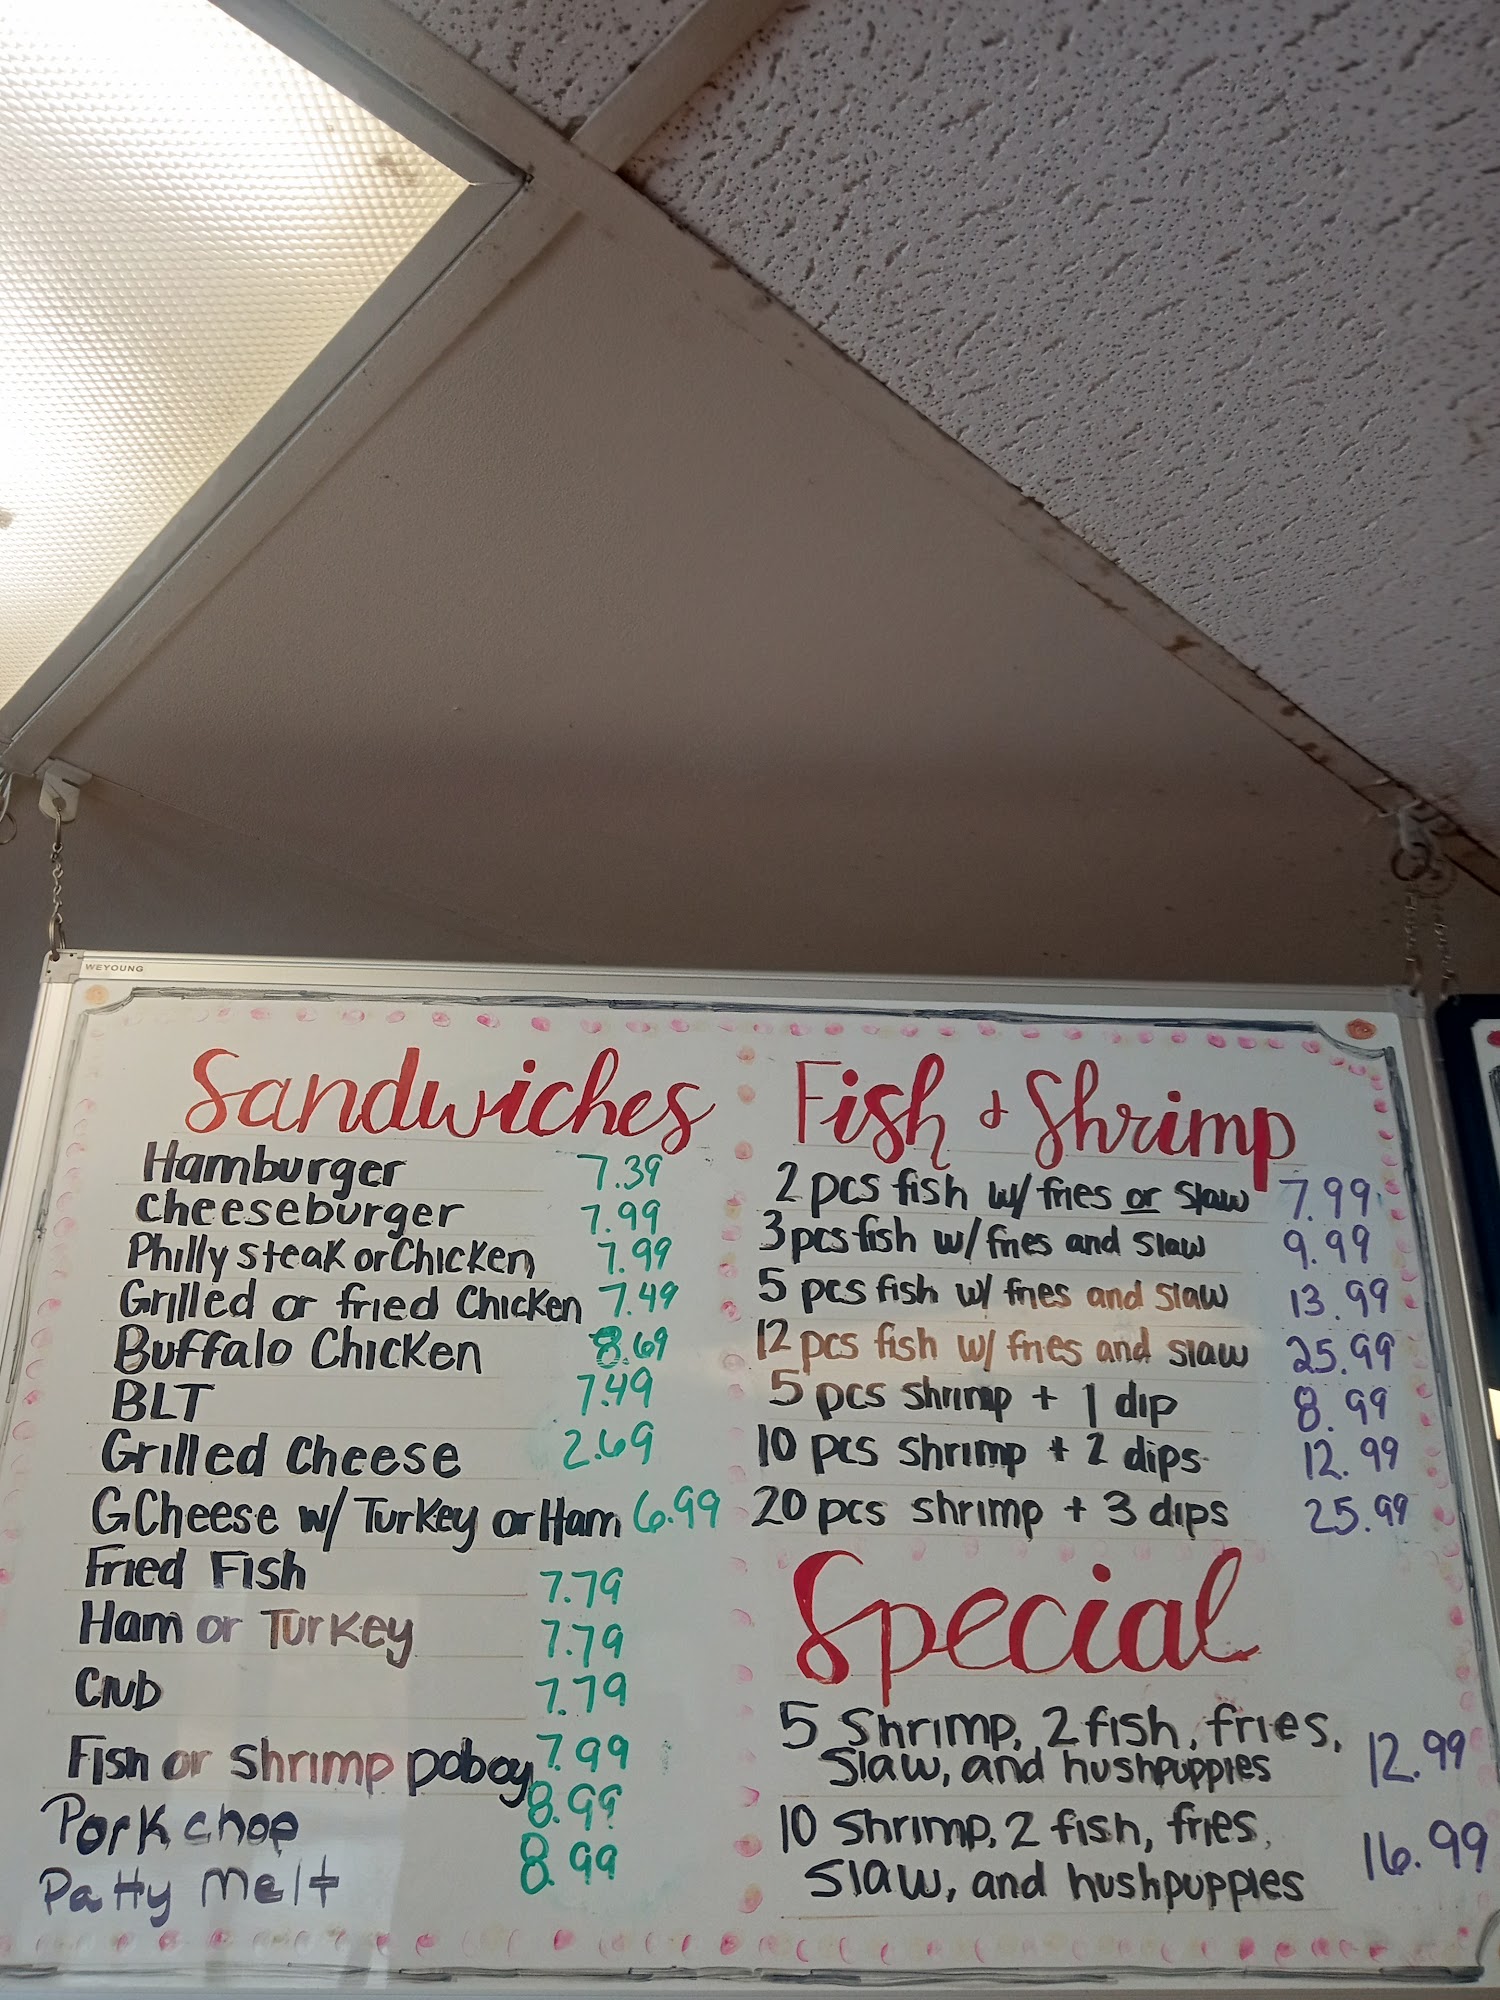 WEYOUNG
Sandwiches
Hamburger 7.39
Cheeseburger 7.99
Philly steak or Chicken 7.99
Grilled or fried Chicken 7.49
Buffalo Chicken 8.69
BLT 7.49
Grilled Cheese 2.69
G Cheese w/ Turkey or Ham 6.99
Fried Fish 7.79
Ham or Turkey 7.79
Club 7.79
Fish or shrimp poboy 7.99
Pork chop 8.99
Patty Melt 8.99
Fish & Shrimp
2 pcs fish w/ fries or slaw 7.99
3 pcs fish w/ fries and slaw 9.99
5 pcs fish w/ fries and slaw 13.99
12 pcs fish w/ fries and slaw 25.99
5 pcs shrimp + 1 dip 8.99
10 pcs shrimp + 2 dips 12.99
20 pcs shrimp + 3 dips 25.99
Special
5 Shrimp, 2 fish, fries,
Slaw, and hushpuppies 12.99
10 Shrimp, 2 fish, fries,
Slaw, and hushpuppies 16.99